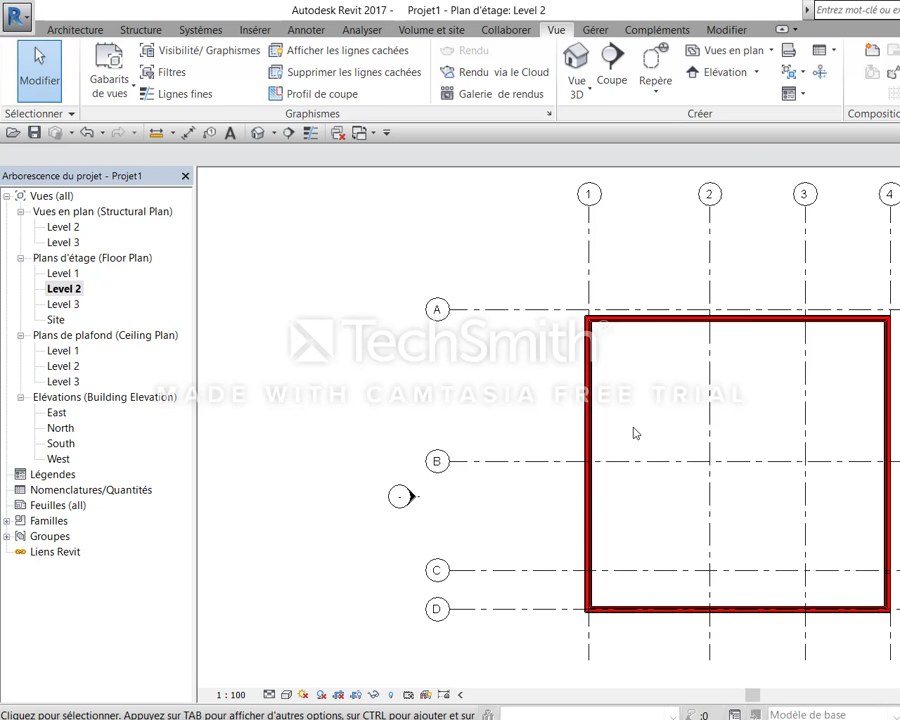 Autodesk Revit 2017 - Projet1 - Plan d'étage: Level 2
Entrez mot-clé ou e
Architecture Structure Systèmes Insérer Annoter Analyser Volume et site Collaborer Vue Gérer Compléments Modifier
Modifier
Gabarits
de vues
Visibilité/ Graphismes
Filtres
Lignes fines
Afficher les lignes cachées
Supprimer les lignes cachées
Profil de coupe
Rendu
Rendu via le Cloud
Galerie de rendus
Vue
3D
Coupe
Repère
Vues en plan
Elévation
Sélectionner
Graphismes
Créer
Compositio
Arborescence du projet - Projet1
Vues (all)
Vues en plan (Structural Plan)
Level 2
Level 3
Plans d'étage (Floor Plan)
Level 1
Level 2
Level 3
Site
Plans de plafond (Ceiling Plan)
Level 1
Level 2
Level 3
Elévations (Building Elevation)
East
North
South
West
Légendes
Nomenclatures/Quantités
Feuilles (all)
Familles
Groupes
Liens Revit
1 2 3 4
A
B
C
D
TechSmith
MADE WITH CAMTASIA FREE TRIAL
1 : 100
Cliquez pour sélectionner. Appuyez sur TAB pour afficher d'autres options, sur CTRL pour ajouter et sur
:0
Modèle de base